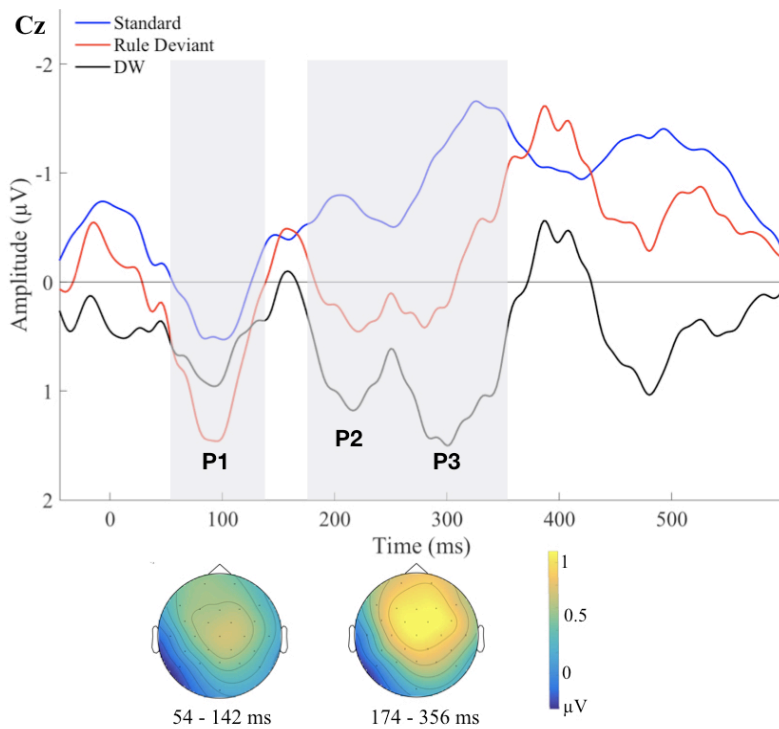 Cz
Standard
Rule Deviant
DW
-2
-1
0
1
2
Amplitude (µV)
P1
P2
P3
0
100
200
300
400
500
Time (ms)
1
0.5
0
µV
54 - 142 ms
174 - 356 ms